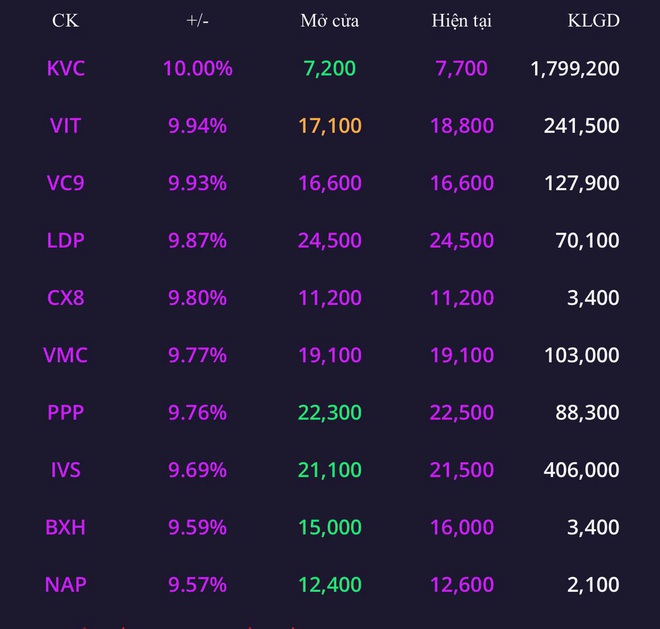 CK +/- Mở cửa Hiện tại KLGD
KVC 10.00% 7,200 7,700 1,799,200
VIT 9.94% 17,100 18,800 241,500
VC9 9.93% 16,600 16,600 127,900
LDP 9.87% 24,500 24,500 70,100
CX8 9.80% 11,200 11,200 3,400
VMC 9.77% 19,100 19,100 103,000
PPP 9.76% 22,300 22,500 88,300
IVS 9.69% 21,100 21,500 406,000
BXH 9.59% 15,000 16,000 3,400
NAP 9.57% 12,400 12,600 2,100